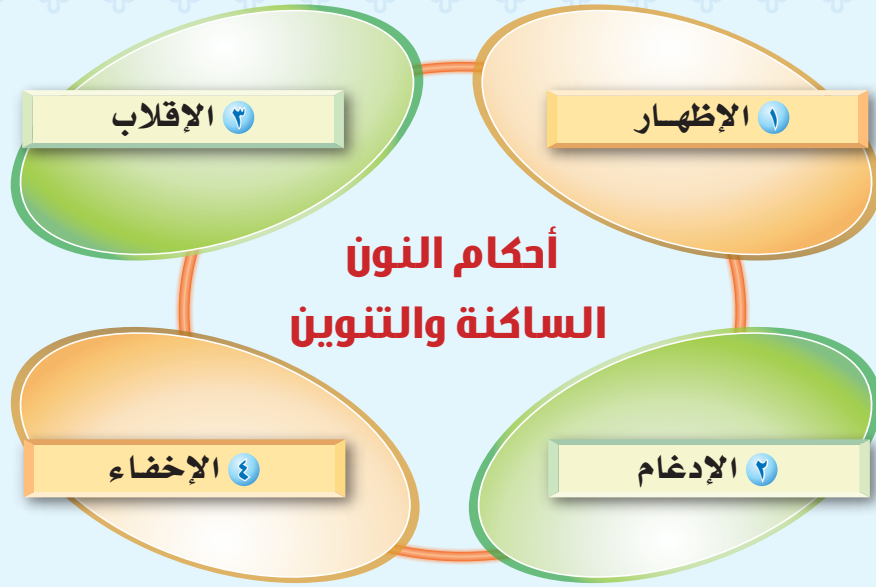 أحكام النون
الساكنة والتنوين
١ الإظهـار
٢ الإدغام
٣ الإقلاب
٤ الإخفاء